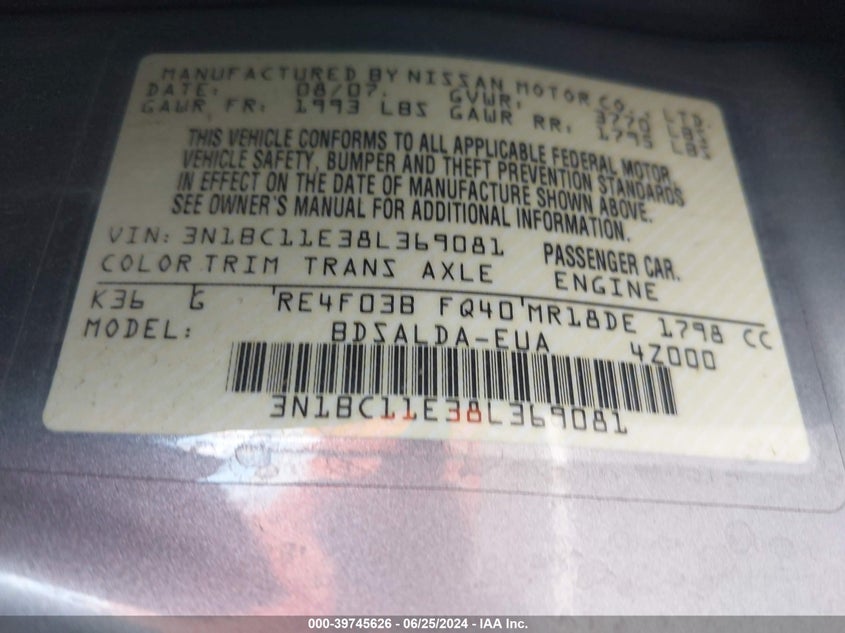 MANUFACTURED BY NISSAN MOTOR CO., LTD.
DATE: 08/07. GVWR: 3770 LBS
GAWR FR: 1993 LBS GAWR RR: 1795 LBS
THIS VEHICLE CONFORMS TO ALL APPLICABLE FEDERAL MOTOR
VEHICLE SAFETY, BUMPER AND THEFT PREVENTION STANDARDS
IN EFFECT ON THE DATE OF MANUFACTURE SHOWN ABOVE.
SEE OWNER'S MANUAL FOR ADDITIONAL INFORMATION.
VIN: 3N1BC11E38L369081 PASSENGER CAR.
COLOR TRIM TRANS AXLE ENGINE
K36 G RE4F03B FQ40 MR18DE 1798 CC
MODEL: BDSALDA-EUA 4Z000
3N1BC11E38L369081
000-39745626 - 06/25/2024 - IAA Inc.